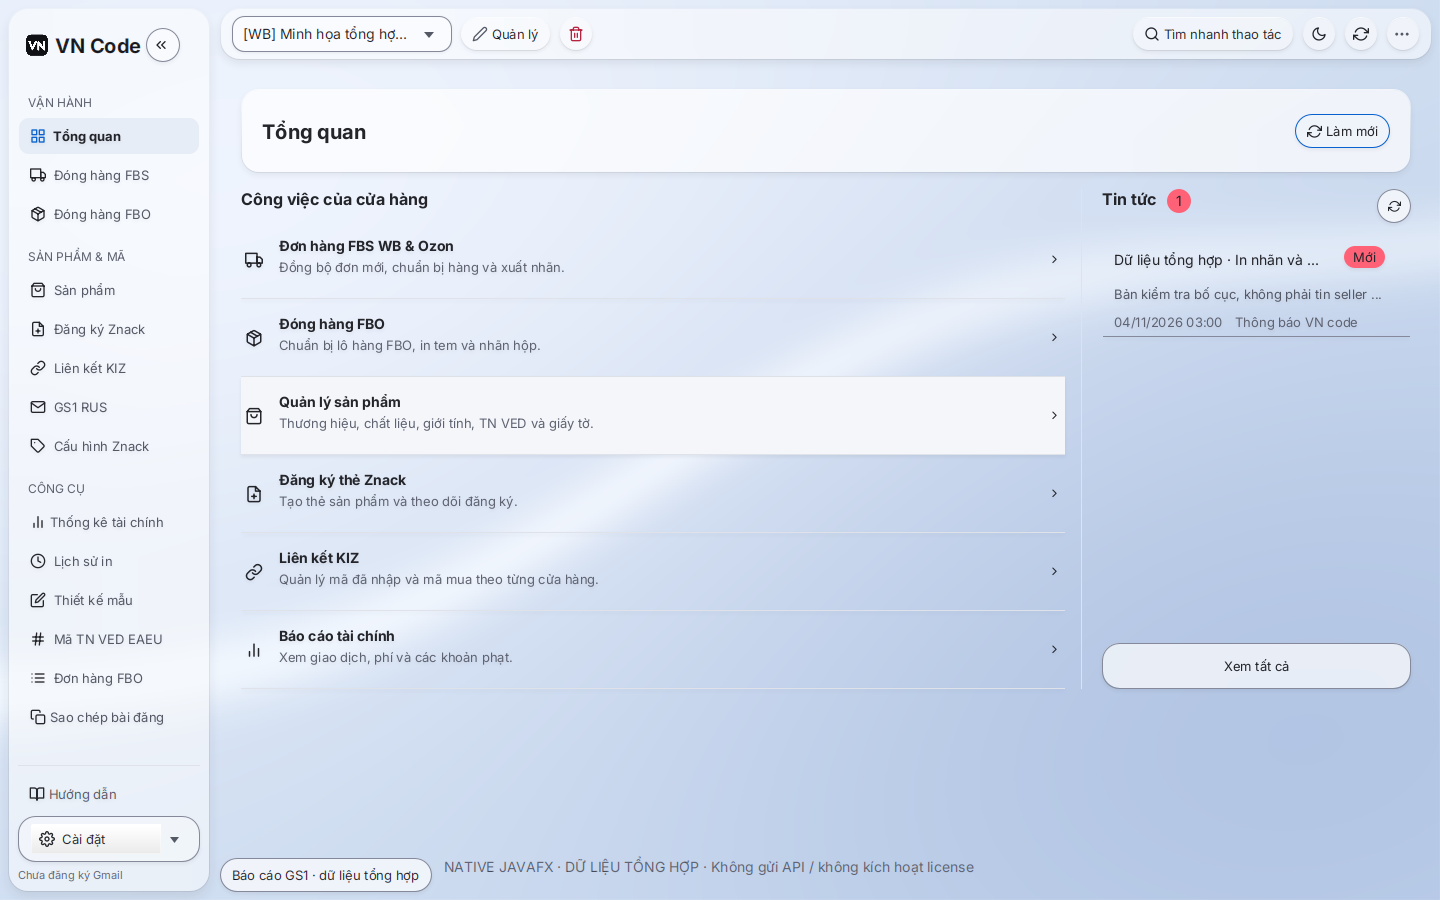 VN Code
VẬN HÀNH
Tổng quan
Đóng hàng FBS
Đóng hàng FBO
SẢN PHẨM & MÃ
Sản phẩm
Đăng ký Znack
Liên kết KIZ
GS1 RUS
Cấu hình Znack
CÔNG CỤ
Thống kê tài chính
Lịch sử in
Thiết kế mẫu
Mã TN VED EAEU
Đơn hàng FBO
Sao chép bài đăng
Hướng dẫn
Cài đặt
Chưa đăng ký Gmail
[WB] Minh họa tổng hợ...
Quản lý
Tìm nhanh thao tác
Tổng quan
Làm mới
Công việc của cửa hàng
Đơn hàng FBS WB & Ozon
Đồng bộ đơn mới, chuẩn bị hàng và xuất nhãn.
Đóng hàng FBO
Chuẩn bị lô hàng FBO, in tem và nhãn hộp.
Quản lý sản phẩm
Thương hiệu, chất liệu, giới tính, TN VED và giấy tờ.
Đăng ký thẻ Znack
Tạo thẻ sản phẩm và theo dõi đăng ký.
Liên kết KIZ
Quản lý mã đã nhập và mã mua theo từng cửa hàng.
Báo cáo tài chính
Xem giao dịch, phí và các khoản phạt.
Tin tức 1
Dữ liệu tổng hợp · In nhãn và ... Mới
Bản kiểm tra bố cục, không phải tin seller ...
04/11/2026 03:00 Thông báo VN code
Xem tất cả
Báo cáo GS1 · dữ liệu tổng hợp
NATIVE JAVAFX · DỮ LIỆU TỔNG HỢP · Không gửi API / không kích hoạt license